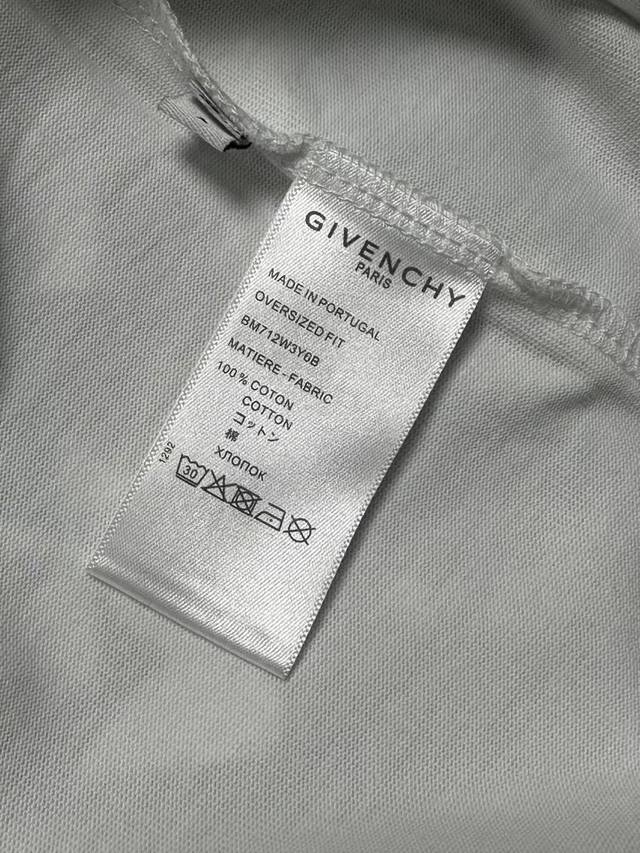 GIVENCHY
PARIS
MADE IN PORTUGAL
OVERSIZED FIT
BM712W3Y6B
MATIERE - FABRIC
100 % COTON
COTTON
コットン
棉
ХЛОПОК
1292
30